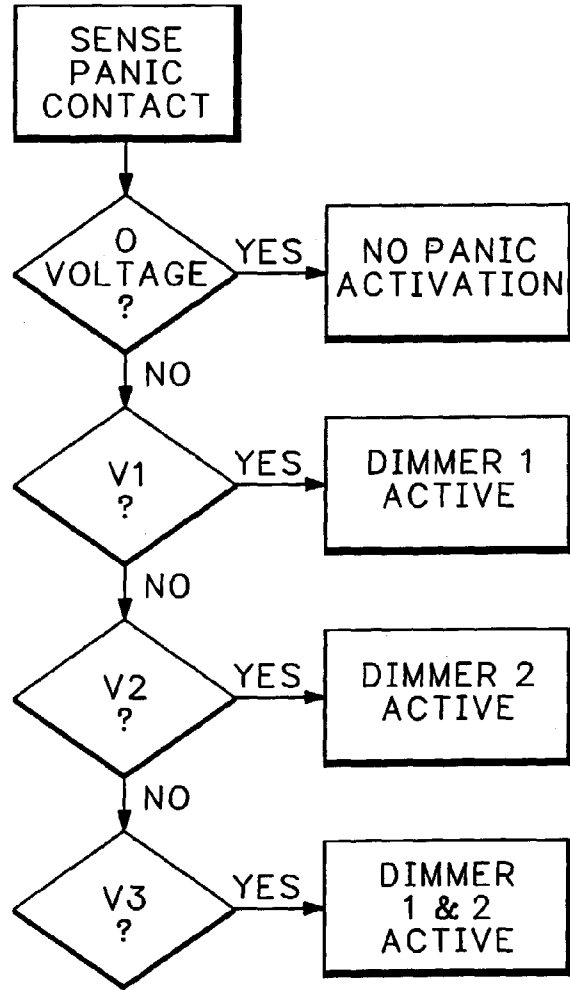 SENSE
PANIC
CONTACT
0
VOLTAGE
?
YES
NO PANIC
ACTIVATION
NO
V1
?
YES
DIMMER 1
ACTIVE
NO
V2
?
YES
DIMMER 2
ACTIVE
NO
V3
?
YES
DIMMER
1 & 2
ACTIVE